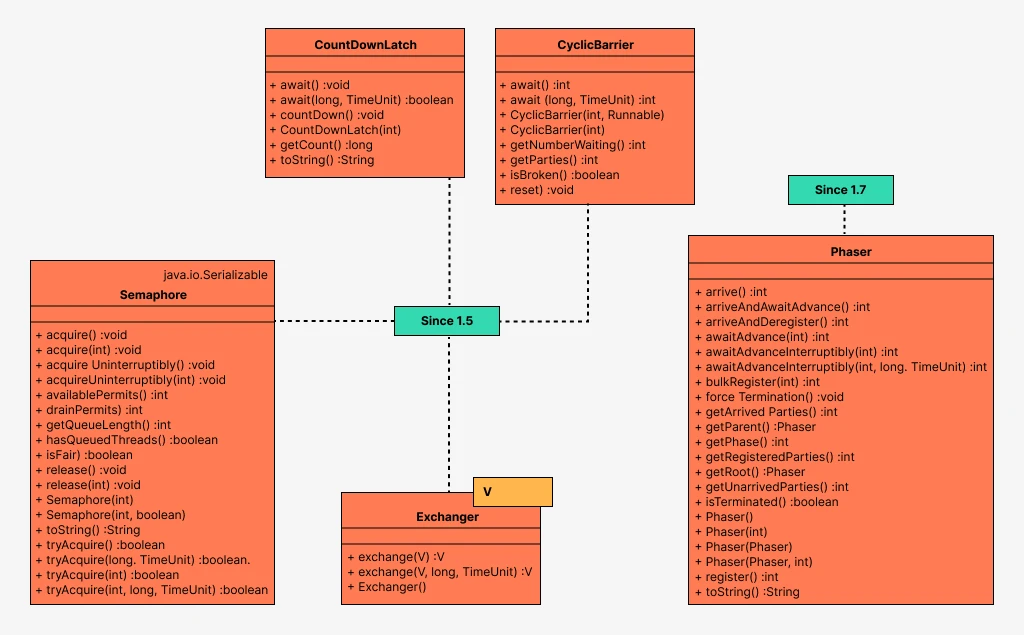 CountDownLatch
+ await() :void
+ await(long, TimeUnit) :boolean
+ countDown() :void
+ CountDownLatch(int)
+ getCount() :long
+ toString() :String
CyclicBarrier
+ await() :int
+ await (long, TimeUnit) :int
+ CyclicBarrier(int, Runnable)
+ CyclicBarrier(int)
+ getNumberWaiting() :int
+ getParties() :int
+ isBroken() :boolean
+ reset) :void
Since 1.7
Phaser
+ arrive() :int
+ arriveAndAwaitAdvance() :int
+ arriveAndDeregister() :int
+ awaitAdvance(int) :int
+ awaitAdvanceInterruptibly(int) :int
+ awaitAdvanceInterruptibly(int, long. TimeUnit) :int
+ bulkRegister(int) :int
+ force Termination() :void
+ getArrived Parties() :int
+ getParent() :Phaser
+ getPhase() :int
+ getRegisteredParties() :int
+ getRoot() :Phaser
+ getUnarrivedParties() :int
+ isTerminated() :boolean
+ Phaser()
+ Phaser(int)
+ Phaser(Phaser)
+ Phaser(Phaser, int)
+ register() :int
+ toString() :String
java.io.Serializable
Semaphore
+ acquire() :void
+ acquire(int) :void
+ acquire Uninterruptibly() :void
+ acquireUninterruptibly(int) :void
+ availablePermits() :int
+ drainPermits) :int
+ getQueueLength() :int
+ hasQueuedThreads() :boolean
+ isFair) :boolean
+ release() :void
+ release(int) :void
+ Semaphore(int)
+ Semaphore(int, boolean)
+ toString() :String
+ tryAcquire() :boolean
+ tryAcquire(long. TimeUnit) :boolean.
+ tryAcquire(int) :boolean
+ tryAcquire(int, long, TimeUnit) :boolean
Since 1.5
V
Exchanger
+ exchange(V) :V
+ exchange(V, long, TimeUnit) :V
+ Exchanger()